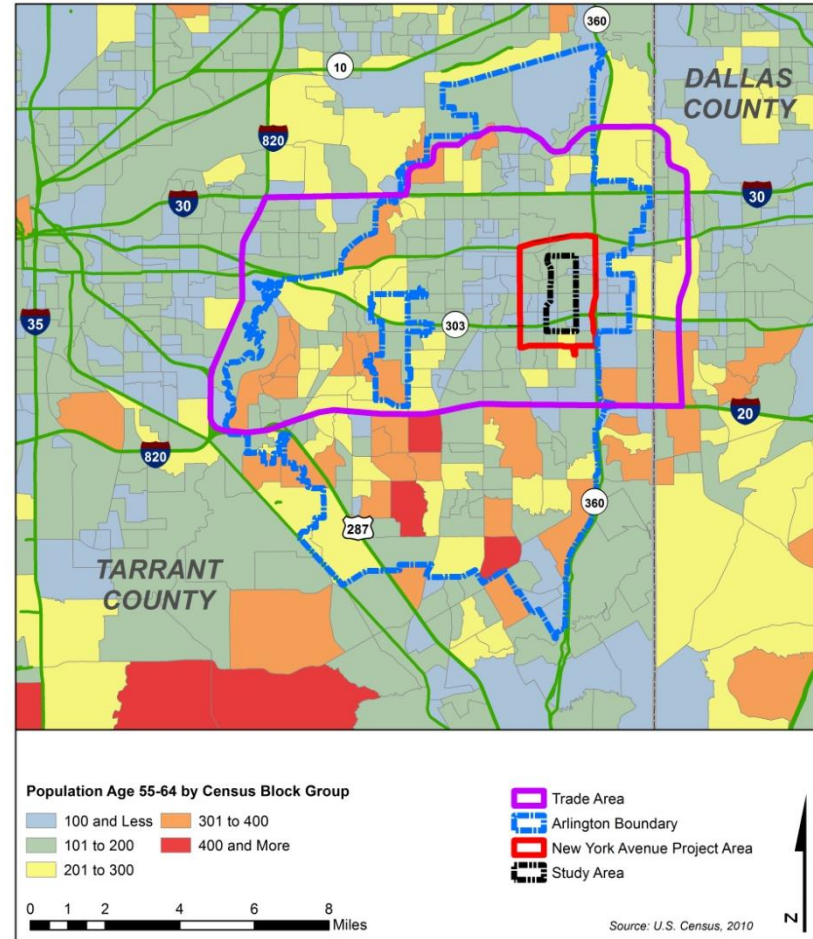 360
10
DALLAS
COUNTY
820
30
30
35
303
20
820
360
287
TARRANT
COUNTY
Population Age 55-64 by Census Block Group
100 and Less
301 to 400
101 to 200
400 and More
201 to 300
Trade Area
Arlington Boundary
New York Avenue Project Area
Study Area
0 1 2 4 6 8
Miles
Source: U.S. Census, 2010
N